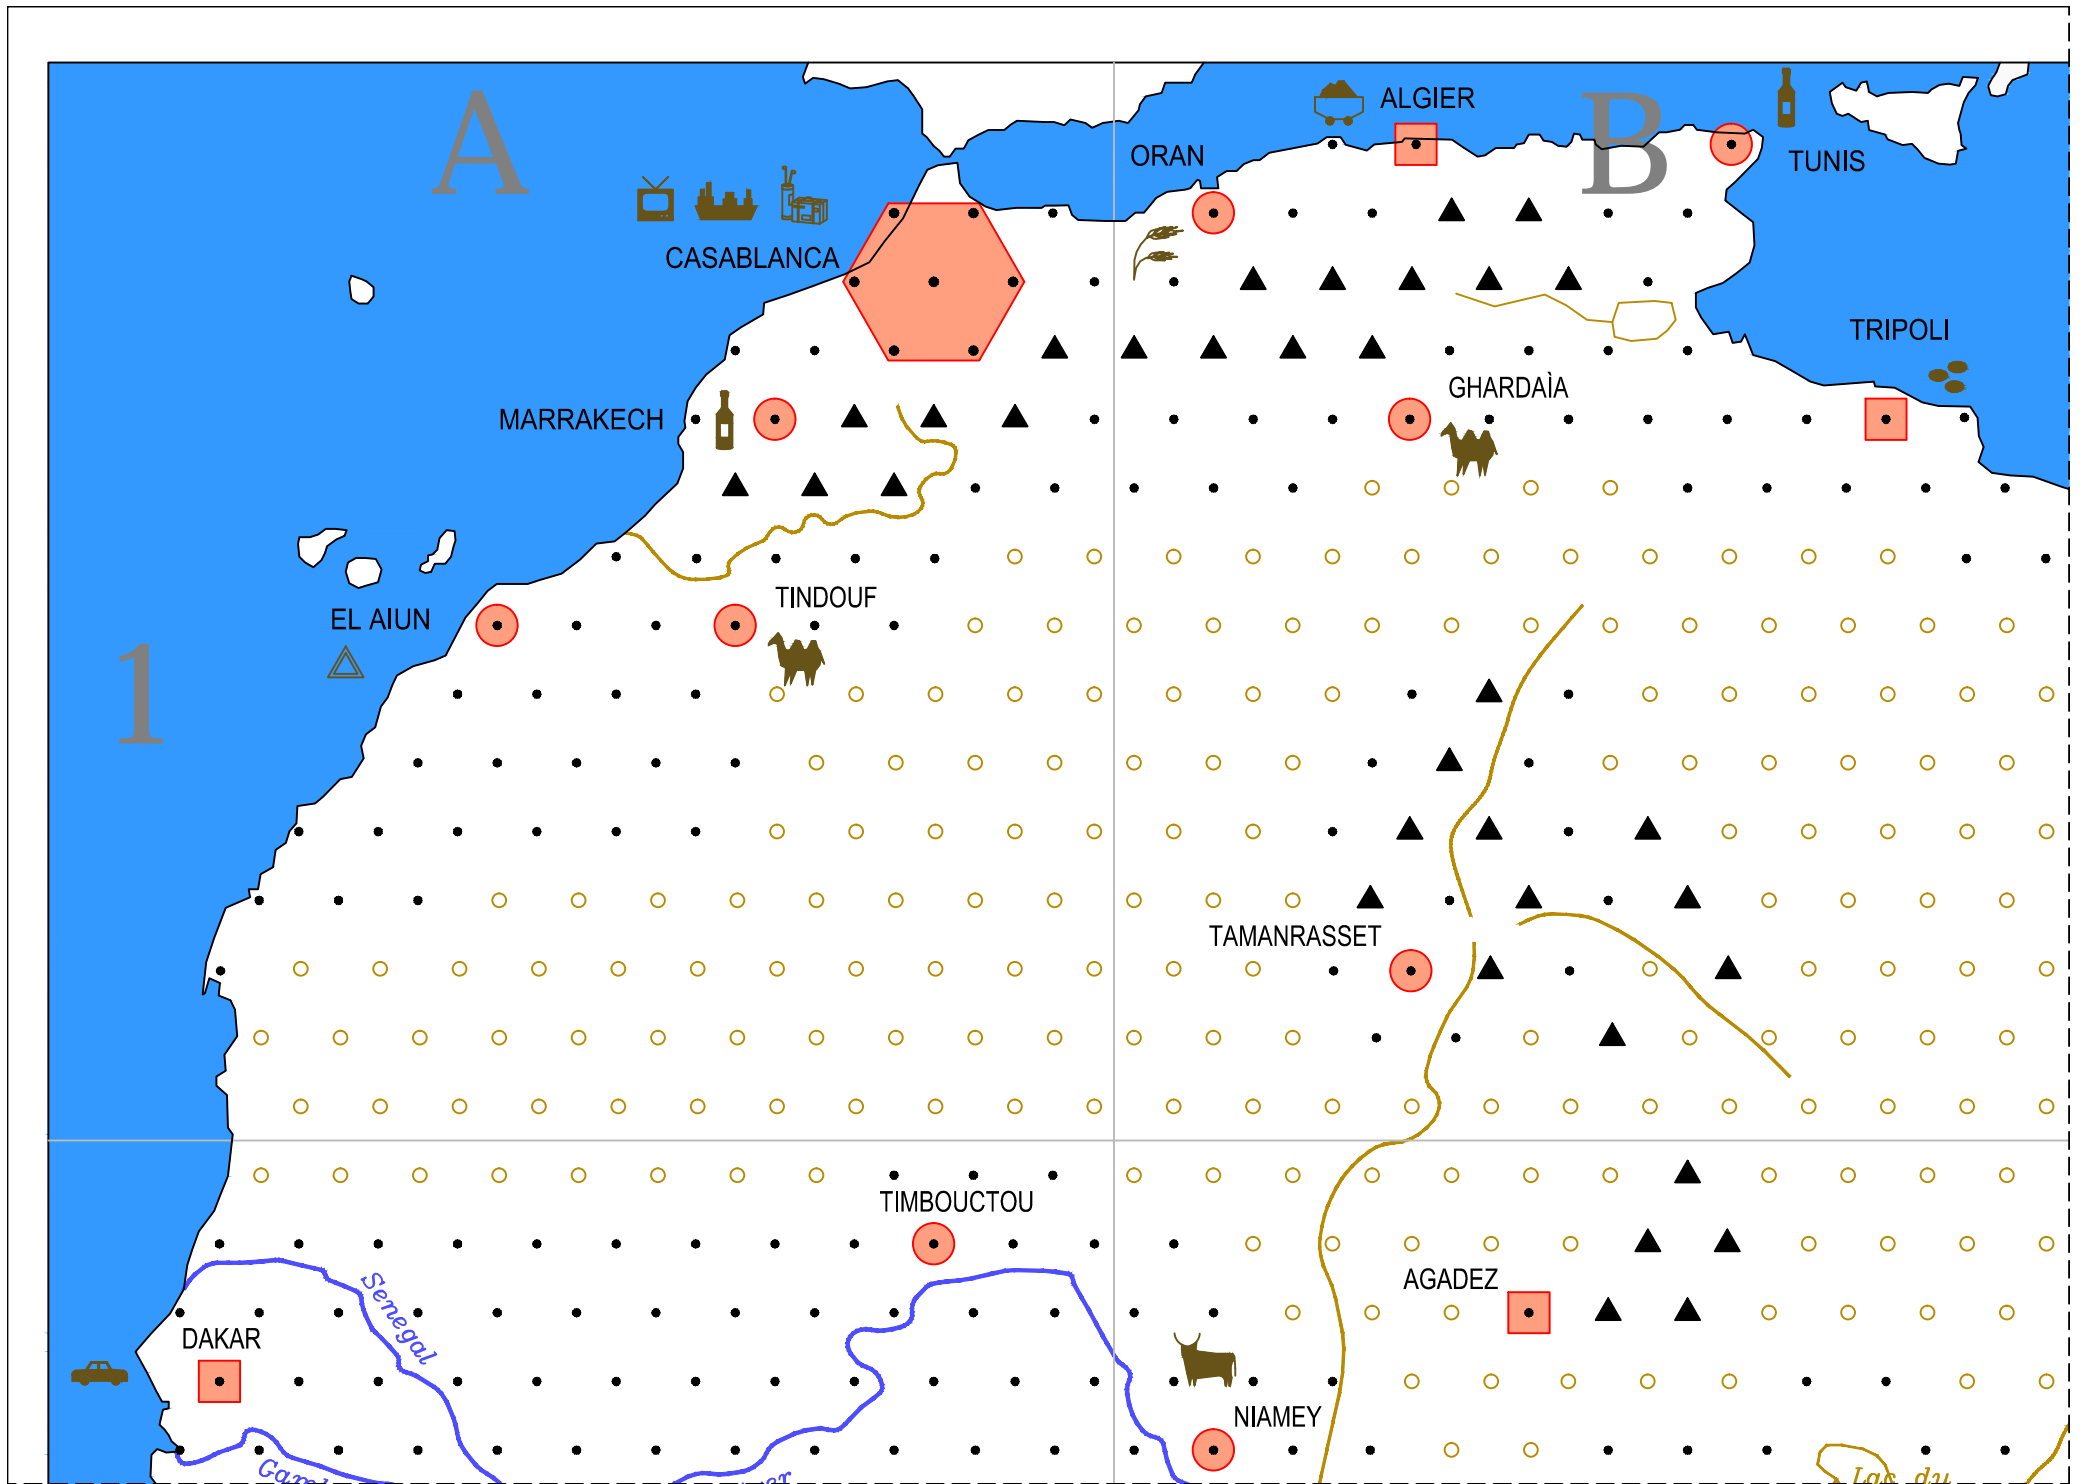 A
B
ALGIER
ORAN
TUNIS
CASABLANCA
TRIPOLI
GHARDAÌA
MARRAKECH
TINDOUF
EL AIUN
1
TAMANRASSET
TIMBOUCTOU
AGADEZ
Senegal
DAKAR
NIAMEY
Lac du